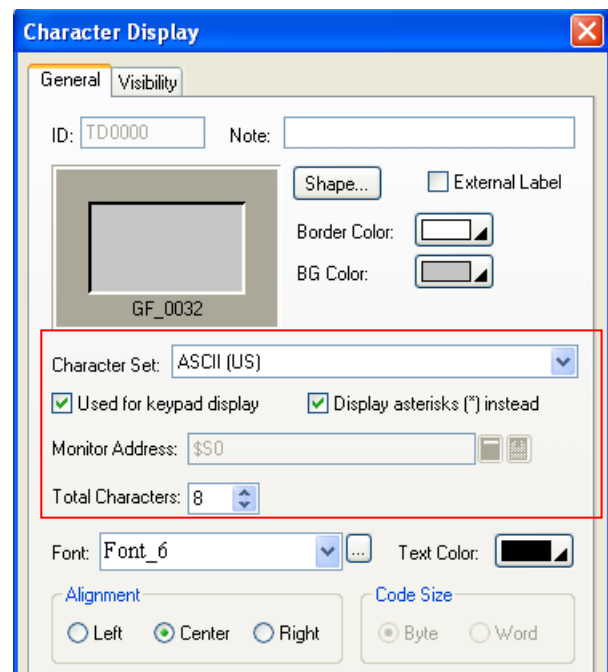 Character Display
General Visibility
ID: TD0000 Note:
Shape... External Label
Border Color:
BG Color:
GF_0032
Character Set: ASCII (US)
Used for keypad display Display asterisks (*) instead
Monitor Address: $S0
Total Characters: 8
Font: Font_6 ... Text Color:
Alignment Code Size
Left Center Right Byte Word